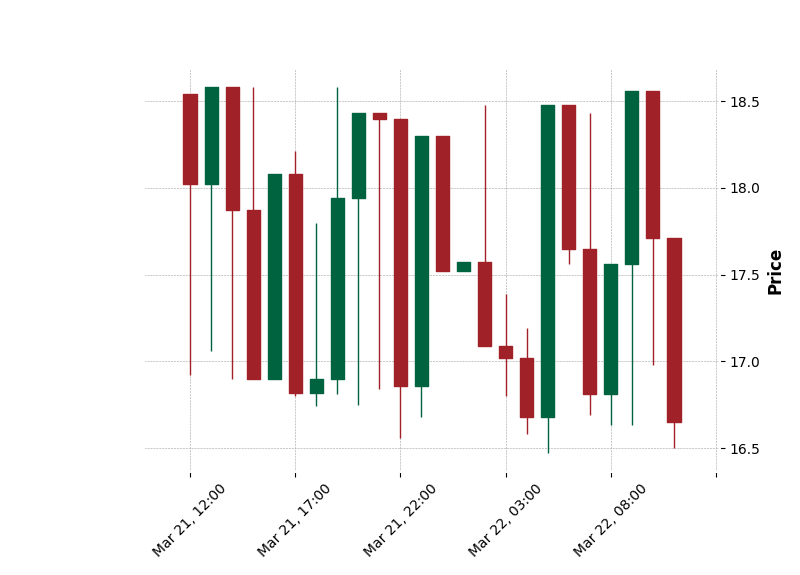 18.5
18.0
17.5
17.0
16.5
Price
Mar 21, 12:00
Mar 21, 17:00
Mar 21, 22:00
Mar 22, 03:00
Mar 22, 08:00